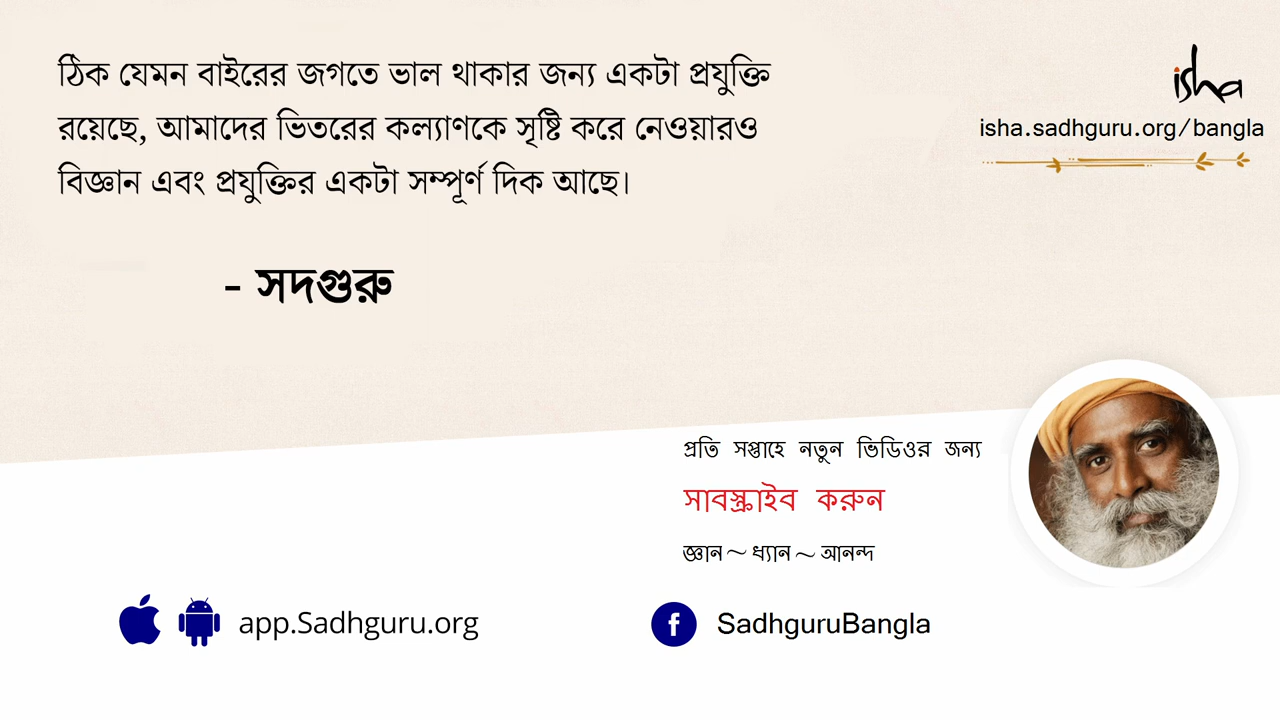 ঠিক যেমন বাইরের জগতে ভাল থাকার জন্য একটা প্রযুক্তি
রয়েছে, আমাদের ভিতরের কল্যাণকে সৃষ্টি করে নেওয়ারও
বিজ্ঞান এবং প্রযুক্তির একটা সম্পূর্ণ দিক আছে।
- সদগুরু
isha
isha.sadhguru.org/bangla
প্রতি সপ্তাহে নতুন ভিডিওর জন্য
সাবস্ক্রাইব করুন
জ্ঞান ~ ধ্যান ~ আনন্দ
app.Sadhguru.org
f SadhguruBangla